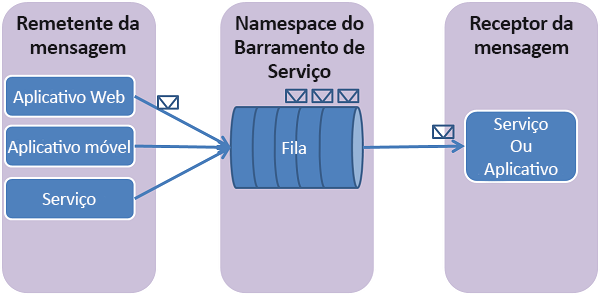 Remetente da
mensagem
Aplicativo Web
Aplicativo móvel
Serviço
Namespace do
Barramento de
Serviço
Fila
Receptor da
mensagem
Serviço
Ou
Aplicativo